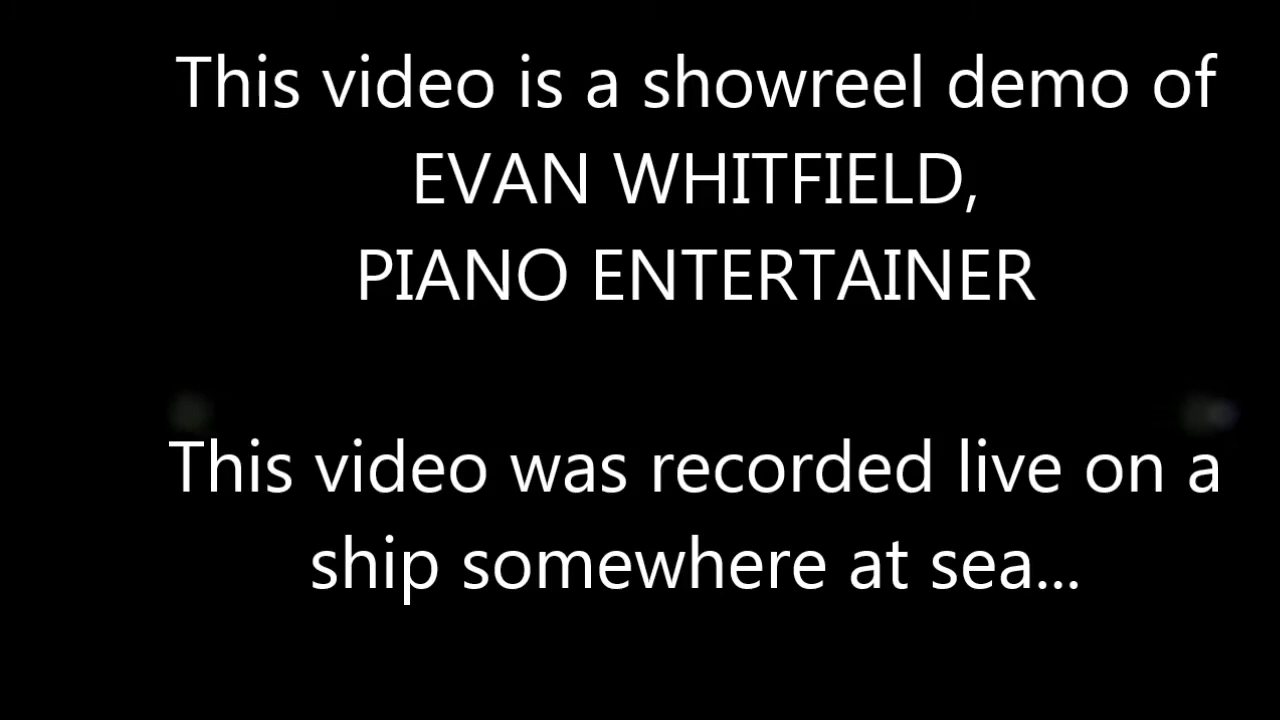 This video is a showreel demo of
EVAN WHITFIELD,
PIANO ENTERTAINER
This video was recorded live on a
ship somewhere at sea...